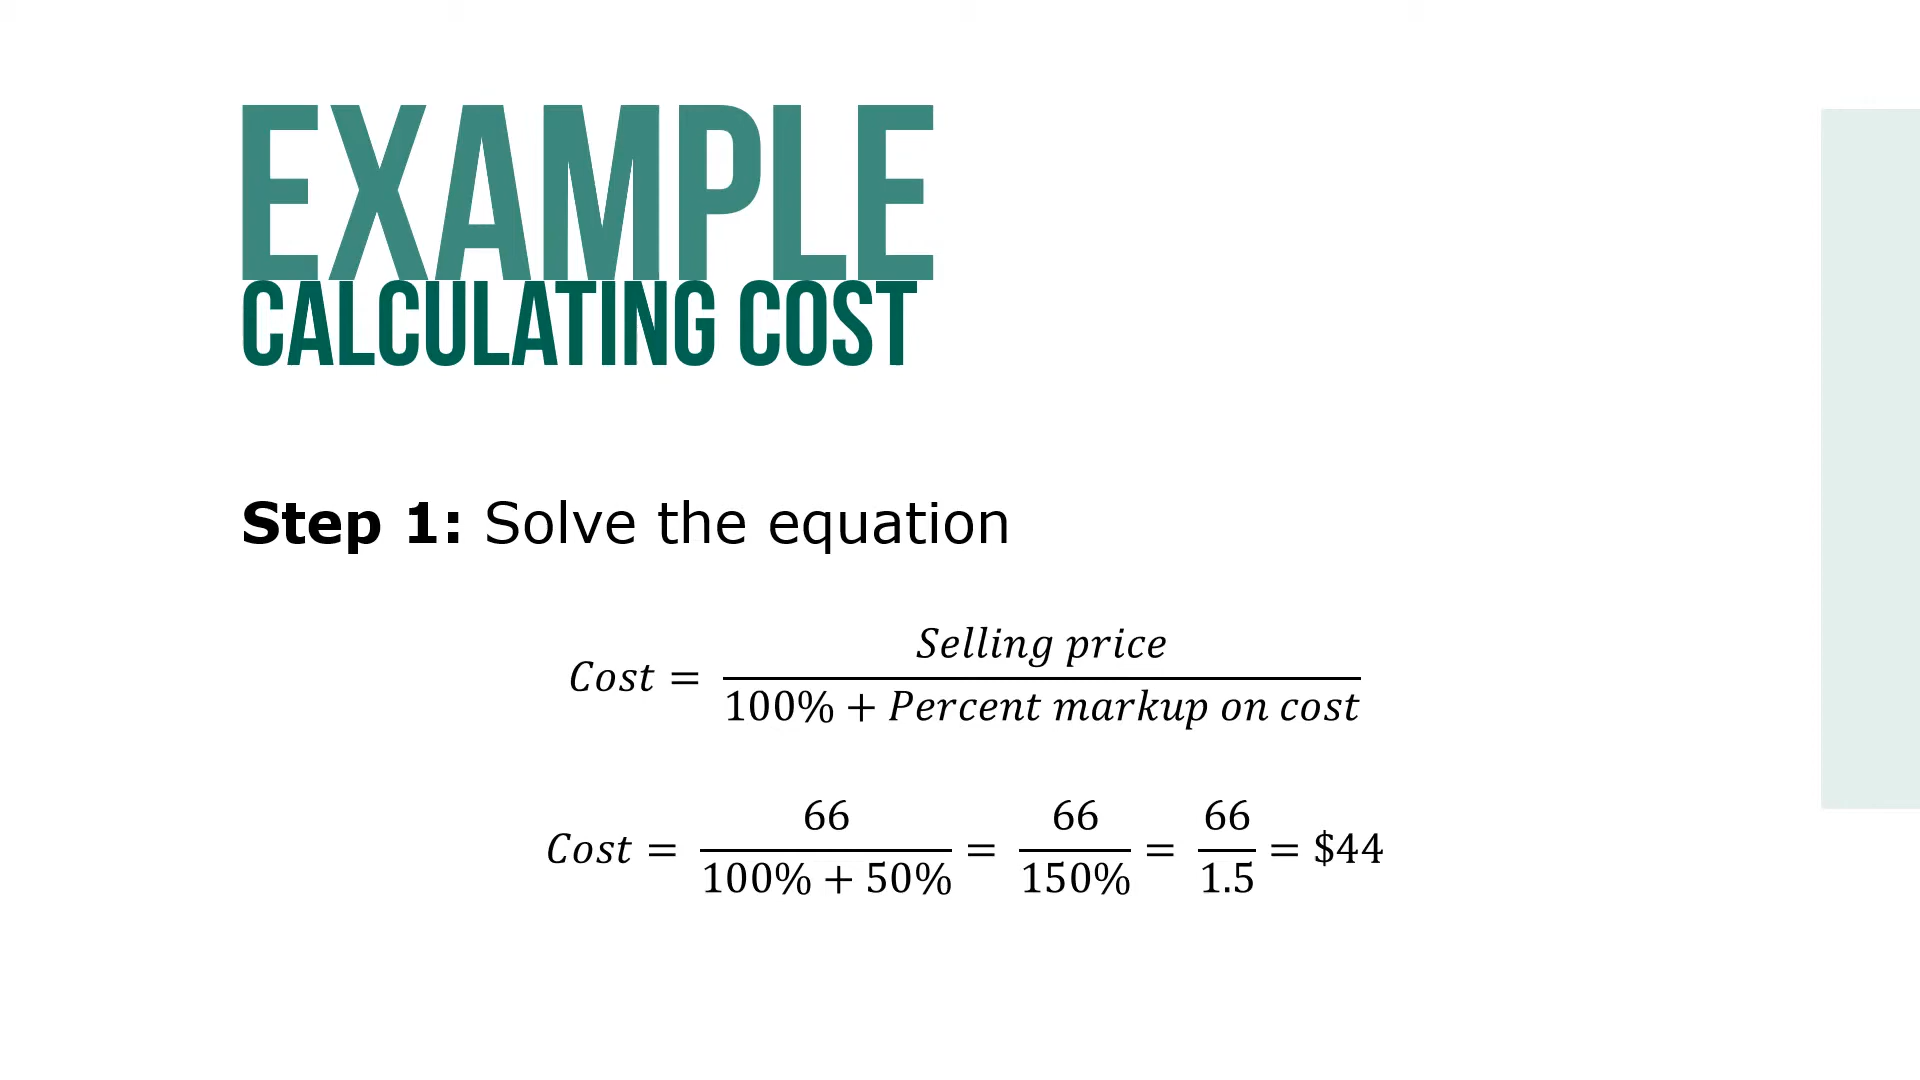 EXAMPLE
CALCULATING COST
Step 1: Solve the equation
Cost = Selling price / 100% + Percent markup on cost
Cost = 66 / 100% + 50% = 66 / 150% = 66 / 1.5 = $44